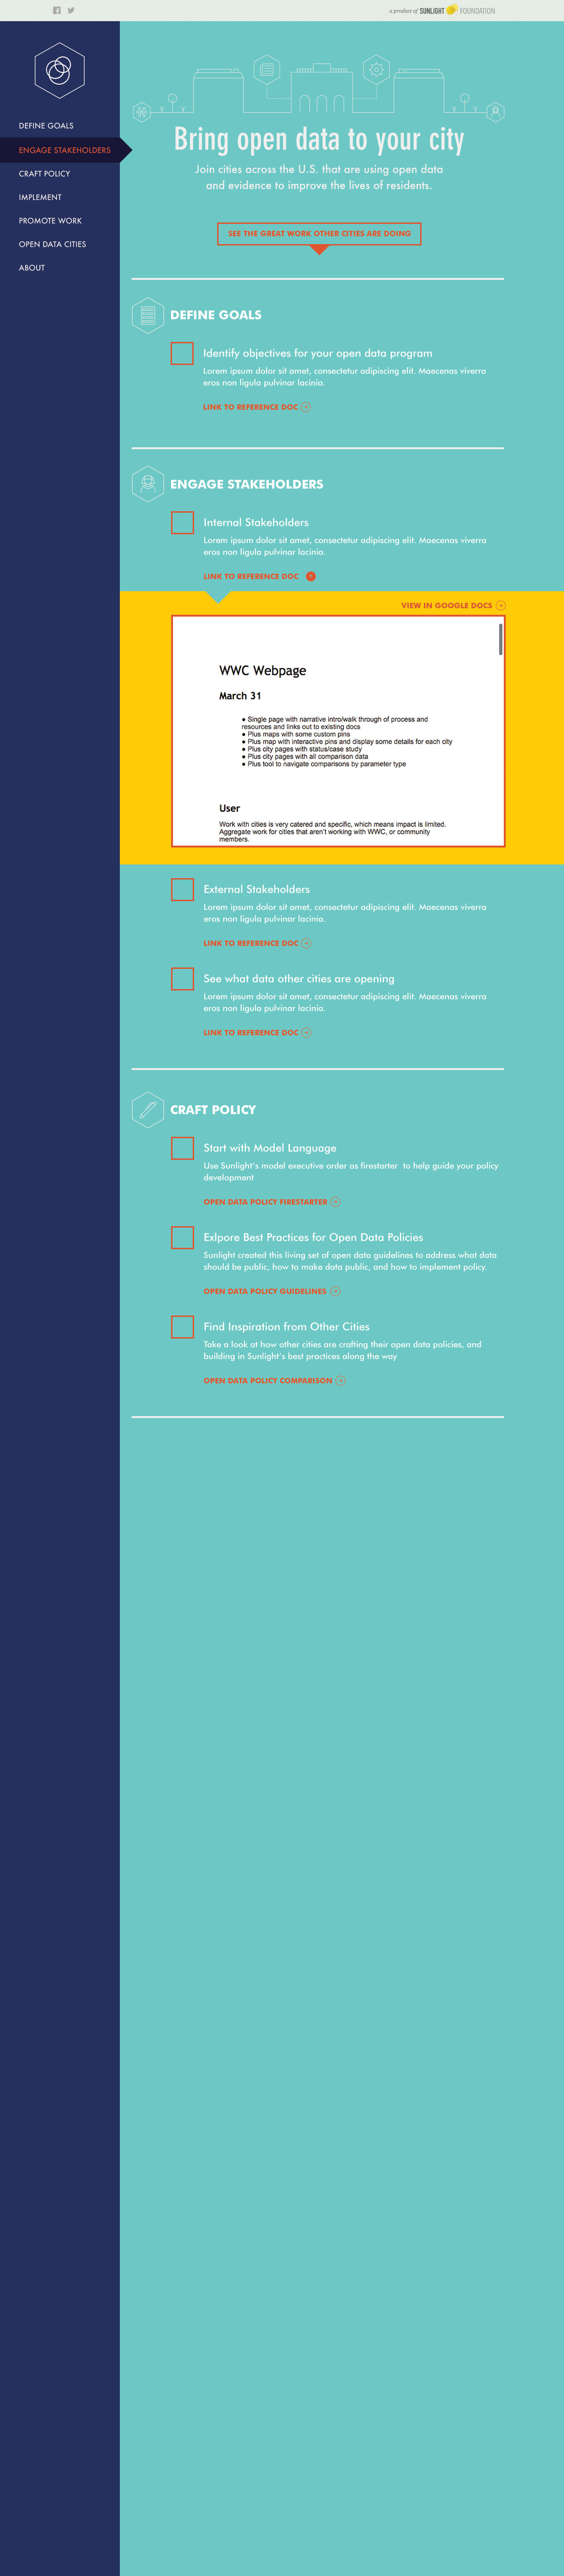 a product of SUNLIGHT FOUNDATION
DEFINE GOALS
ENGAGE STAKEHOLDERS
CRAFT POLICY
IMPLEMENT
PROMOTE WORK
OPEN DATA CITIES
ABOUT
Bring open data to your city
Join cities across the U.S. that are using open data
and evidence to improve the lives of residents.
SEE THE GREAT WORK OTHER CITIES ARE DOING
DEFINE GOALS
Identify objectives for your open data program
Lorem ipsum dolor sit amet, consectetur adipiscing elit. Maecenas viverra
eros non ligula pulvinar lacinia.
LINK TO REFERENCE DOC
ENGAGE STAKEHOLDERS
Internal Stakeholders
Lorem ipsum dolor sit amet, consectetur adipiscing elit. Maecenas viverra
eros non ligula pulvinar lacinia.
LINK TO REFERENCE DOC
VIEW IN GOOGLE DOCS
WWC Webpage
March 31
● Single page with narrative intro/walk through of process and
resources and links out to existing docs
● Plus maps with some custom pins
● Plus map with interactive pins and display some details for each city
● Plus city pages with status/case study
● Plus city pages with all comparison data
● Plus tool to navigate comparisons by parameter type
User
Work with cities is very catered and specific, which means impact is limited.
Aggregate work for cities that aren't working with WWC, or community
members.
External Stakeholders
Lorem ipsum dolor sit amet, consectetur adipiscing elit. Maecenas viverra
eros non ligula pulvinar lacinia.
LINK TO REFERENCE DOC
See what data other cities are opening
Lorem ipsum dolor sit amet, consectetur adipiscing elit. Maecenas viverra
eros non ligula pulvinar lacinia.
LINK TO REFERENCE DOC
CRAFT POLICY
Start with Model Language
Use Sunlight's model executive order as firestarter to help guide your policy
development
OPEN DATA POLICY FIRESTARTER
Exlpore Best Practices for Open Data Policies
Sunlight created this living set of open data guidelines to address what data
should be public, how to make data public, and how to implement policy.
OPEN DATA POLICY GUIDELINES
Find Inspiration from Other Cities
Take a look at how other cities are crafting their open data policies, and
building in Sunlight's best practices along the way
OPEN DATA POLICY COMPARISON